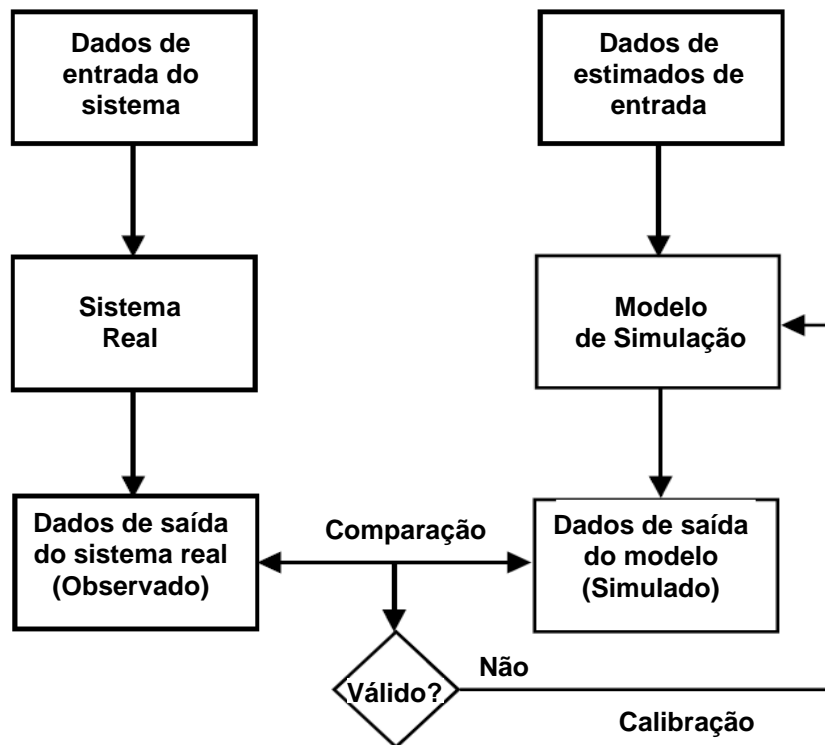 Dados de
entrada do
sistema
Dados de
estimados de
entrada
Sistema
Real
Modelo
de Simulação
Dados de saída
do sistema real
(Observado)
Comparação
Dados de saída
do modelo
(Simulado)
Válido?
Não
Calibração